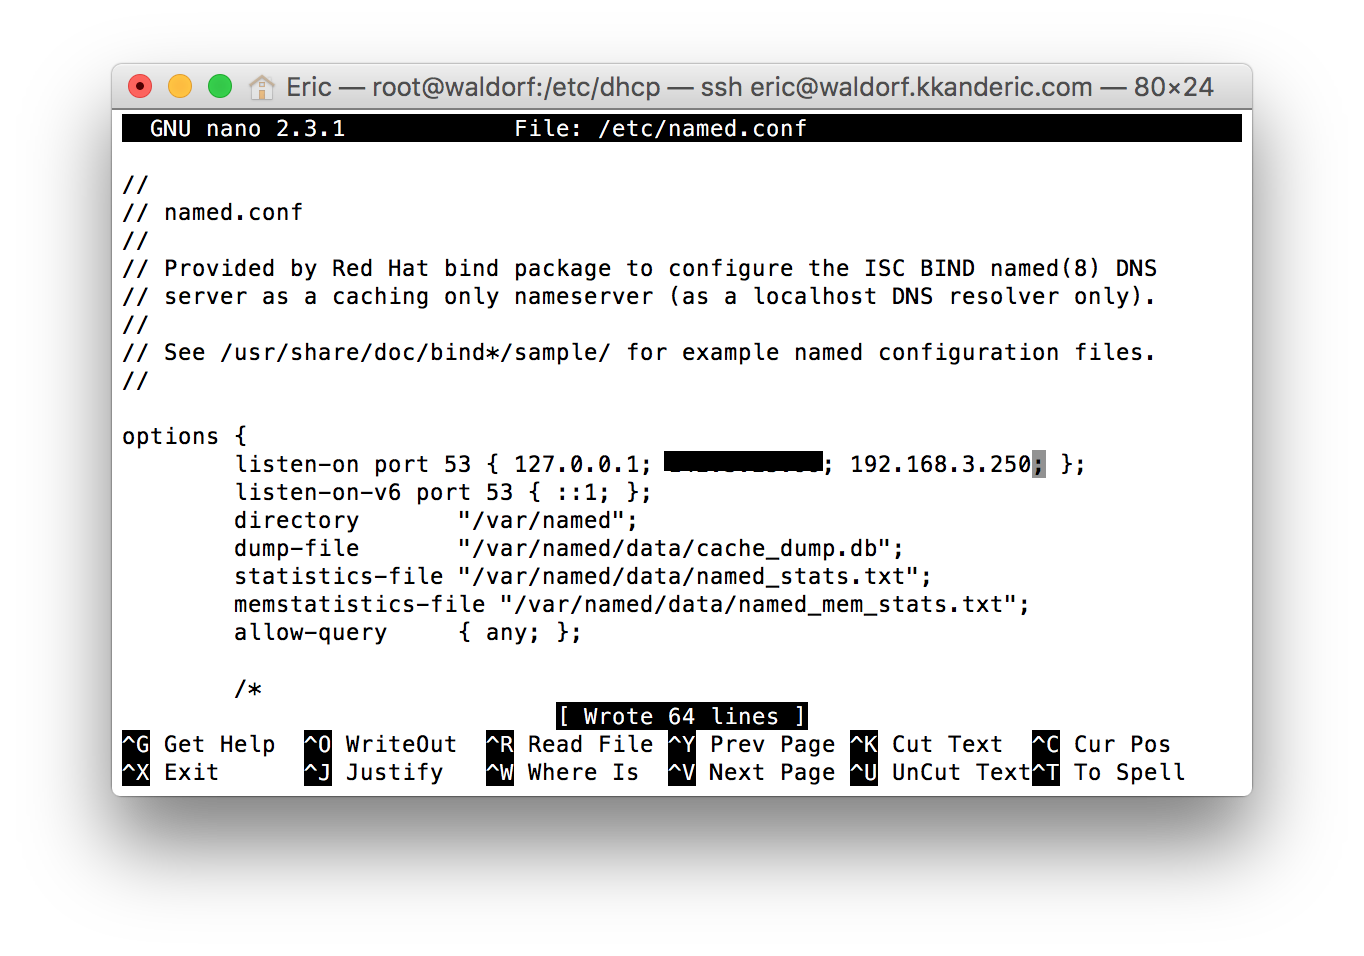 Eric — root@waldorf:/etc/dhcp — ssh eric@waldorf.kkanderic.com — 80×24
GNU nano 2.3.1 File: /etc/named.conf
//
// named.conf
//
// Provided by Red Hat bind package to configure the ISC BIND named(8) DNS
// server as a caching only nameserver (as a localhost DNS resolver only).
//
// See /usr/share/doc/bind*/sample/ for example named configuration files.
//
options {
listen-on port 53 { 127.0.0.1; ; 192.168.3.250; };
listen-on-v6 port 53 { ::1; };
directory "/var/named";
dump-file "/var/named/data/cache_dump.db";
statistics-file "/var/named/data/named_stats.txt";
memstatistics-file "/var/named/data/named_mem_stats.txt";
allow-query { any; };
/*
[ Wrote 64 lines ]
^G Get Help ^O WriteOut ^R Read File ^Y Prev Page ^K Cut Text ^C Cur Pos
^X Exit ^J Justify ^W Where Is ^V Next Page ^U UnCut Text ^T To Spell